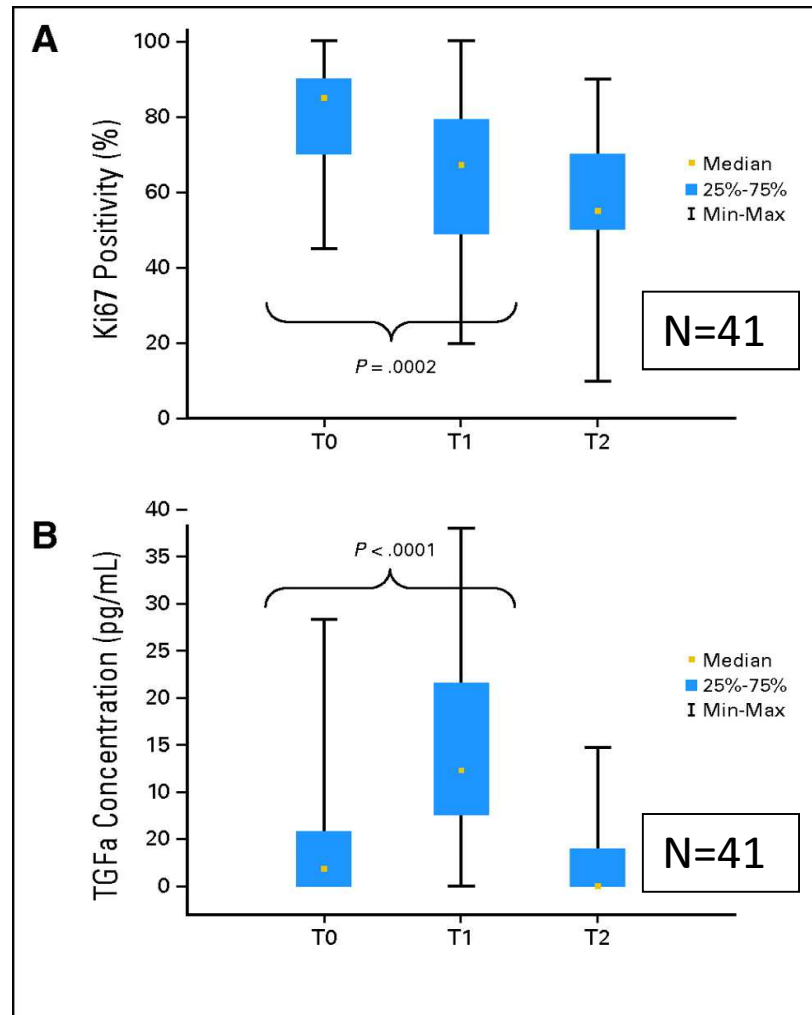 A
Ki67 Positivity (%)
100
80
60
40
20
0
T0
T1
T2
P = .0002
Median
25%-75%
Min-Max
N=41
B
TGFa Concentration (pg/mL)
40
35
30
25
20
15
10
20
0
T0
T1
T2
P < .0001
Median
25%-75%
Min-Max
N=41